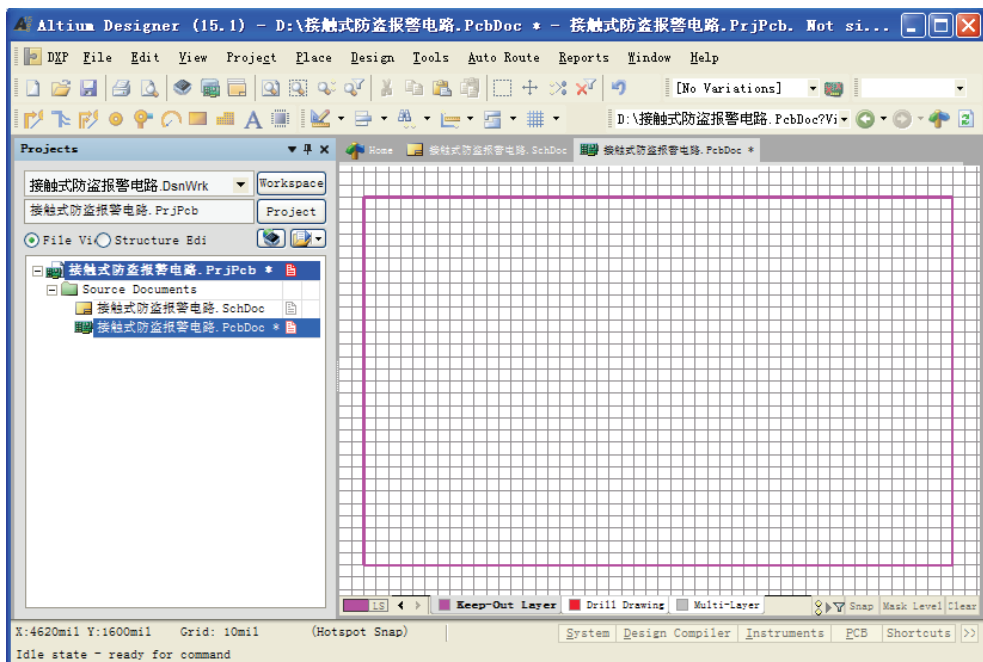 Altium Designer (15.1) - D:\接触式防盗报警电路.PcbDoc * - 接触式防盗报警电路.PrjPcb. Not si...
DXP File Edit View Project Place Design Tools Auto Route Reports Window Help
[No Variations]
D:\接触式防盗报警电路.PcbDoc?Vi
Projects
Home 接触式防盗报警电路.SchDoc 接触式防盗报警电路.PcbDoc *
接触式防盗报警电路.DsnWrk Workspace
接触式防盗报警电路.PrjPcb Project
File Vi Structure Edi
接触式防盗报警电路.PrjPcb *
Source Documents
接触式防盗报警电路.SchDoc
接触式防盗报警电路.PcbDoc *
LS Keep-Out Layer Drill Drawing Multi-Layer Snap Mask Level Clear
X:4620mil Y:1600mil Grid: 10mil (Hotspot Snap) System Design Compiler Instruments PCB Shortcuts >>
Idle state - ready for command